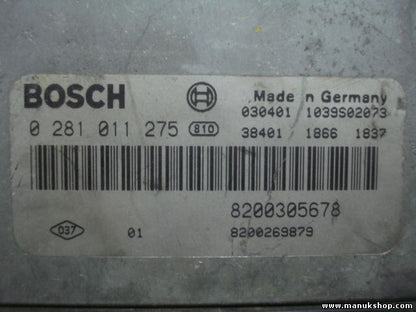 BOSCH
Made in Germany
030401 1039S02073
0 281 011 275 810
38401 1866 1837
8200305678
D37 01 8200269879
www.manukshop.com